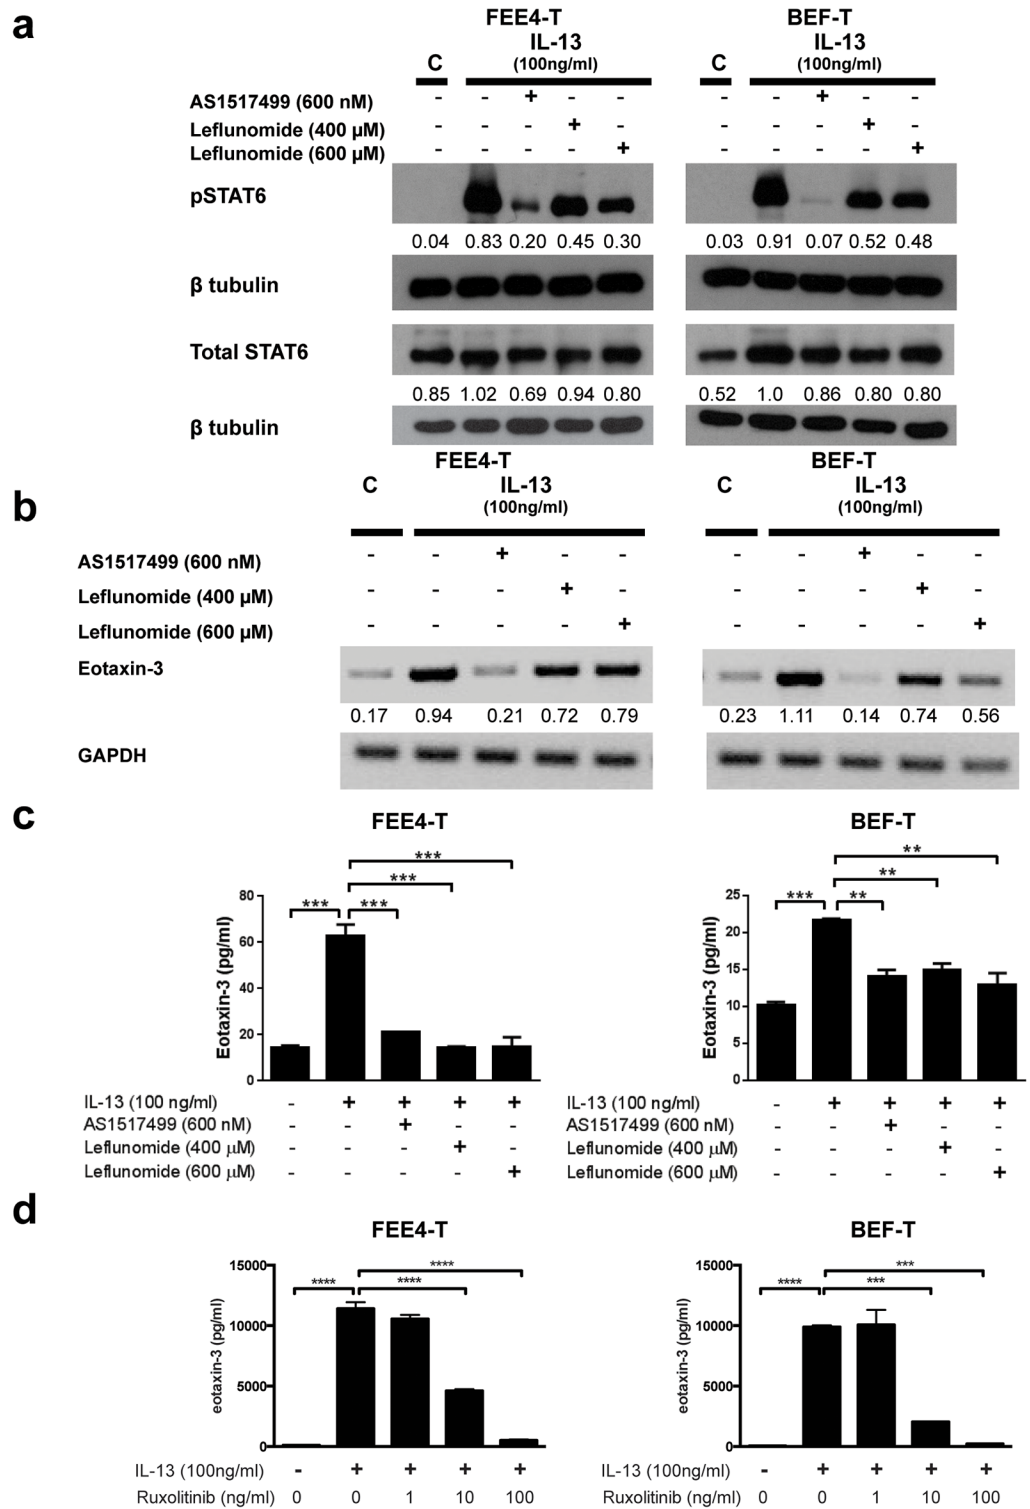 a
FEE4-T BEF-T
IL-13 IL-13
C (100ng/ml) C (100ng/ml)
AS1517499 (600 nM) - - + - - - - + - -
Leflunomide (400 µM) - - - + - - - - + -
Leflunomide (600 µM) - - - - + - - - - +
pSTAT6
0.04 0.83 0.20 0.45 0.30 0.03 0.91 0.07 0.52 0.48
β tubulin
Total STAT6
0.85 1.02 0.69 0.94 0.80 0.52 1.0 0.86 0.80 0.80
β tubulin
FEE4-T BEF-T
b
C IL-13 C IL-13
(100ng/ml) (100ng/ml)
AS1517499 (600 nM) - - + - - - - + - -
Leflunomide (400 µM) - - - + - - - - + -
Leflunomide (600 µM) - - - - + - - - - +
Eotaxin-3
0.17 0.94 0.21 0.72 0.79 0.23 1.11 0.14 0.74 0.56
GAPDH
c
FEE4-T
***
***
*** ***
80
60
40
20
0
Eotaxin-3 (pg/ml)
IL-13 (100 ng/ml) - + + + +
AS1517499 (600 nM) - - + - -
Leflunomide (400 µM) - - - + -
Leflunomide (600 µM) - - - - +
BEF-T
**
**
*** **
25
20
15
10
5
0
Eotaxin-3 (pg/ml)
IL-13 (100 ng/ml) - + + + +
AS1517499 (600 nM) - - + - -
Leflunomide (400 µM) - - - + -
Leflunomide (600 µM) - - - - +
d
FEE4-T
****
**** ****
15000
10000
5000
0
eotaxin-3 (pg/ml)
IL-13 (100ng/ml) - + + + +
Ruxolitinib (ng/ml) 0 0 1 10 100
BEF-T
***
**** ***
15000
10000
5000
0
eotaxin-3 (pg/ml)
IL-13 (100ng/ml) - + + + +
Ruxolitinib (ng/ml) 0 0 1 10 100